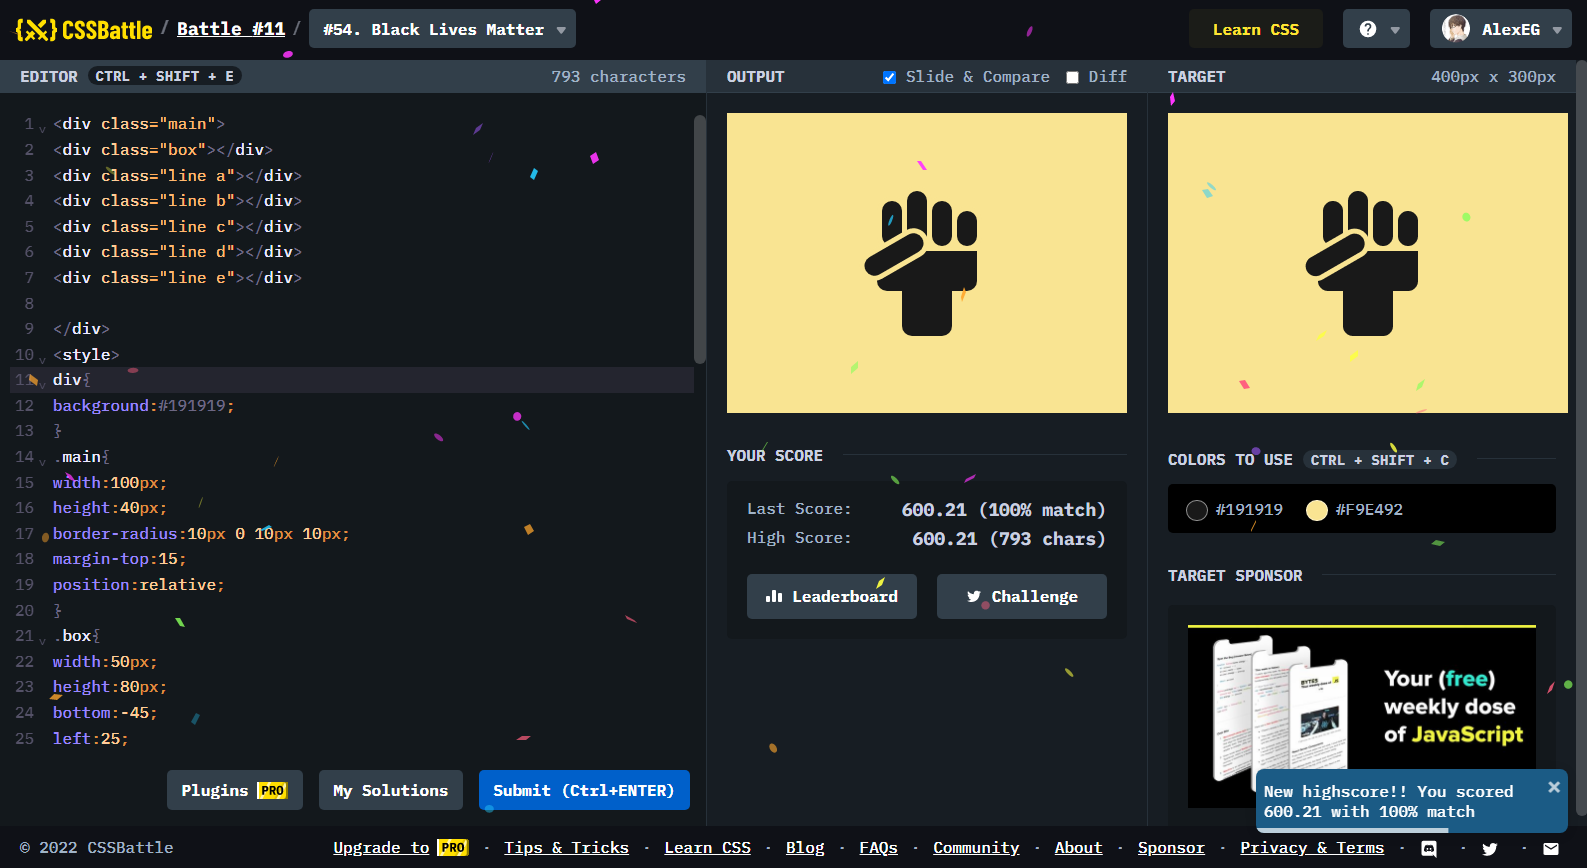 CSSBattle / Battle #11 / #54. Black Lives Matter
Learn CSS
AlexEG
EDITOR CTRL + SHIFT + E 793 characters
1 <div class="main">
2 <div class="box"></div>
3 <div class="line a"></div>
4 <div class="line b"></div>
5 <div class="line c"></div>
6 <div class="line d"></div>
7 <div class="line e"></div>
8
9 </div>
10 <style>
11 div{
12 background:#191919;
13 }
14 .main{
15 width:100px;
16 height:40px;
17 border-radius:10px 0 10px 10px;
18 margin-top:15;
19 position:relative;
20 }
21 .box{
22 width:50px;
23 height:80px;
24 bottom:-45;
25 left:25;
Plugins PRO
My Solutions
Submit (Ctrl+ENTER)
OUTPUT Slide & Compare Diff
YOUR SCORE
Last Score: 600.21 (100% match)
High Score: 600.21 (793 chars)
Leaderboard
Challenge
TARGET 400px x 300px
COLORS TO USE CTRL + SHIFT + C
#191919 #F9E492
TARGET SPONSOR
BYTES
Your (free)
weekly dose
of JavaScript
New highscore!! You scored
600.21 with 100% match
© 2022 CSSBattle
Upgrade to PRO · Tips & Tricks · Learn CSS · Blog · FAQs · Community · About · Sponsor · Privacy & Terms